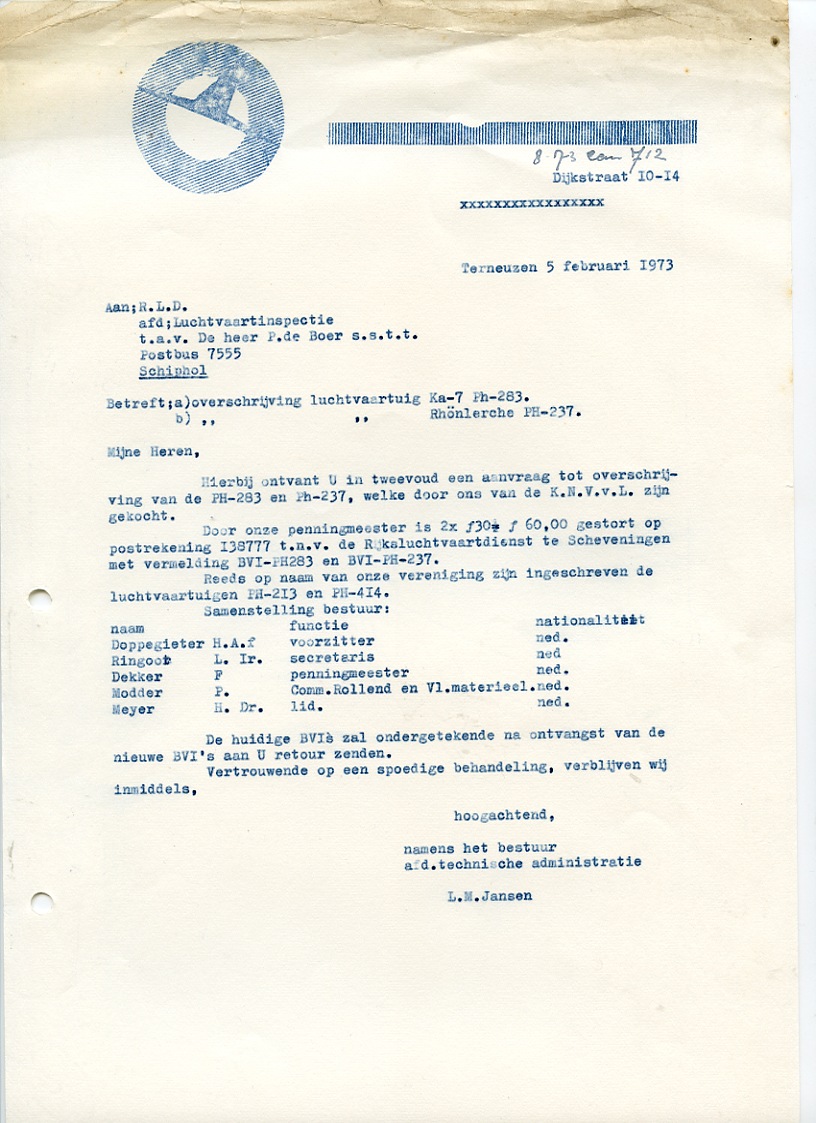 8-73 712
Dijkstraat 10-14
xxxxxxxxxxxxxxxxx
Terneuzen 5 februari 1973
Aan;R.L.D.
afd;Luchtvaartinspectie
t.a.v. De heer P.de Boer s.s.t.t.
Postbus 7555
Schiphol
Betreft;a)overschrijving luchtvaartuig Ka-7 Ph-283.
b) ,, ,, Rhönlerche PH-237.
Mijne Heren,
Hierbij ontvant U in tweevoud een aanvraag tot overschrij-
ving van de PH-283 en Ph-237, welke door ons van de K.N.V.v.L. zijn
gekocht.
Door onze penningmeester is 2x ƒ30= ƒ 60,00 gestort op
postrekening 138777 t.n.v. de Rijksluchtvaartdienst te Scheveningen
met vermelding BVI-PH283 en BVI-PH-237.
Reeds op naam van onze vereniging zijn ingeschreven de
luchtvaartuigen PH-213 en PH-414.
Samenstelling bestuur:
naam functie nationaliteit
Doppegieter H.A.f voorzitter ned.
Ringoot L. Ir. secretaris ned
Dekker F penningmeester ned.
Modder P. Comm.Rollend en Vl.materieel.ned.
Meyer H. Dr. lid. ned.
De huidige BVIs zal ondergetekende na ontvangst van de
nieuwe BVI's aan U retour zenden.
Vertrouwende op een spoedige behandeling, verblijven wij
inmiddels,
hoogachtend,
namens het bestuur
afd.technische administratie
L.M.Jansen